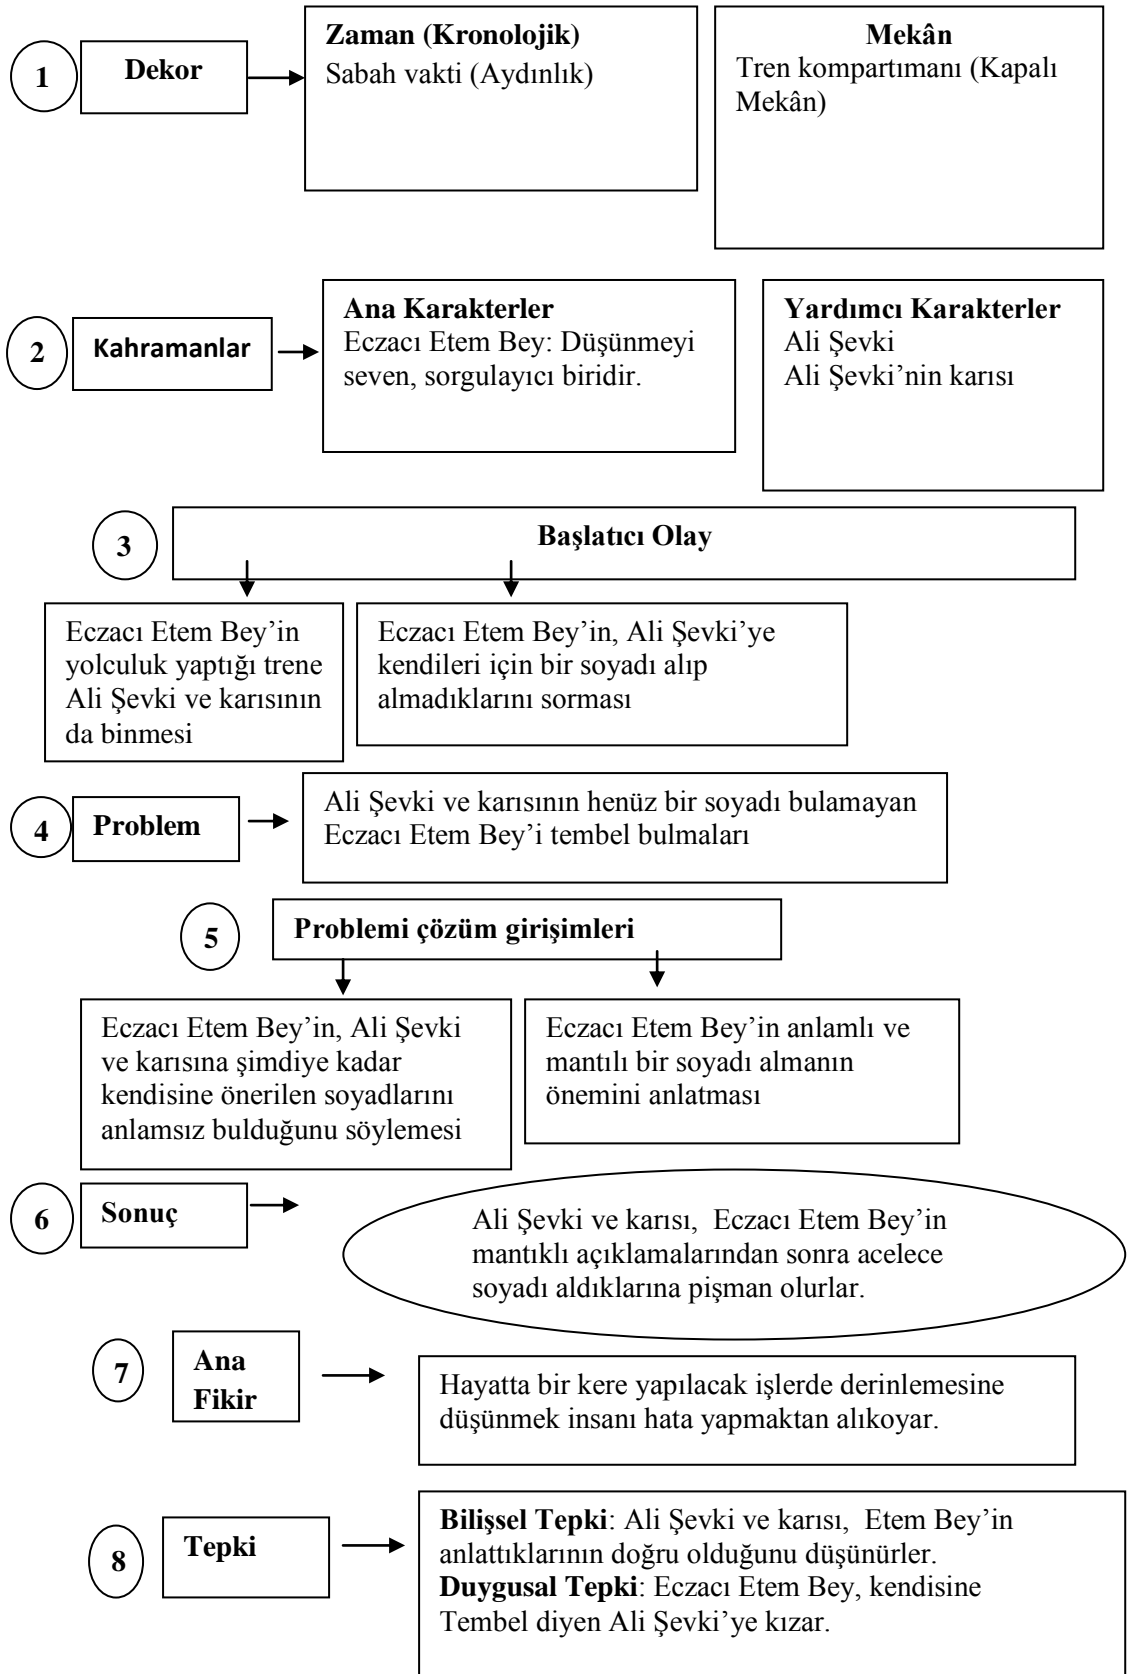 1
Dekor
Zaman (Kronolojik)
Sabah vakti (Aydınlık)
Mekân
Tren kompartımanı (Kapalı
Mekân)
2
Kahramanlar
Ana Karakterler
Eczacı Etem Bey: Düşünmeyi
seven, sorgulayıcı biridir.
Yardımcı Karakterler
Ali Şevki
Ali Şevki’nin karısı
3
Başlatıcı Olay
Eczacı Etem Bey’in
yolculuk yaptığı trene
Ali Şevki ve karısının
da binmesi
Eczacı Etem Bey’in, Ali Şevki’ye
kendileri için bir soyadı alıp
almadıklarını sorması
4
Problem
Ali Şevki ve karısının henüz bir soyadı bulamayan
Eczacı Etem Bey’i tembel bulmaları
5
Problemi çözüm girişimleri
Eczacı Etem Bey’in, Ali Şevki
ve karısına şimdiye kadar
kendisine önerilen soyadlarını
anlamsız bulduğunu söylemesi
Eczacı Etem Bey’in anlamlı ve
mantılı bir soyadı almanın
önemini anlatması
6
Sonuç
Ali Şevki ve karısı, Eczacı Etem Bey’in
mantıklı açıklamalarından sonra acelece
soyadı aldıklarına pişman olurlar.
7
Ana
Fikir
Hayatta bir kere yapılacak işlerde derinlemesine
düşünmek insanı hata yapmaktan alıkoyar.
8
Tepki
Bilişsel Tepki: Ali Şevki ve karısı, Etem Bey’in
anlattıklarının doğru olduğunu düşünürler.
Duygusal Tepki: Eczacı Etem Bey, kendisine
Tembel diyen Ali Şevki’ye kızar.